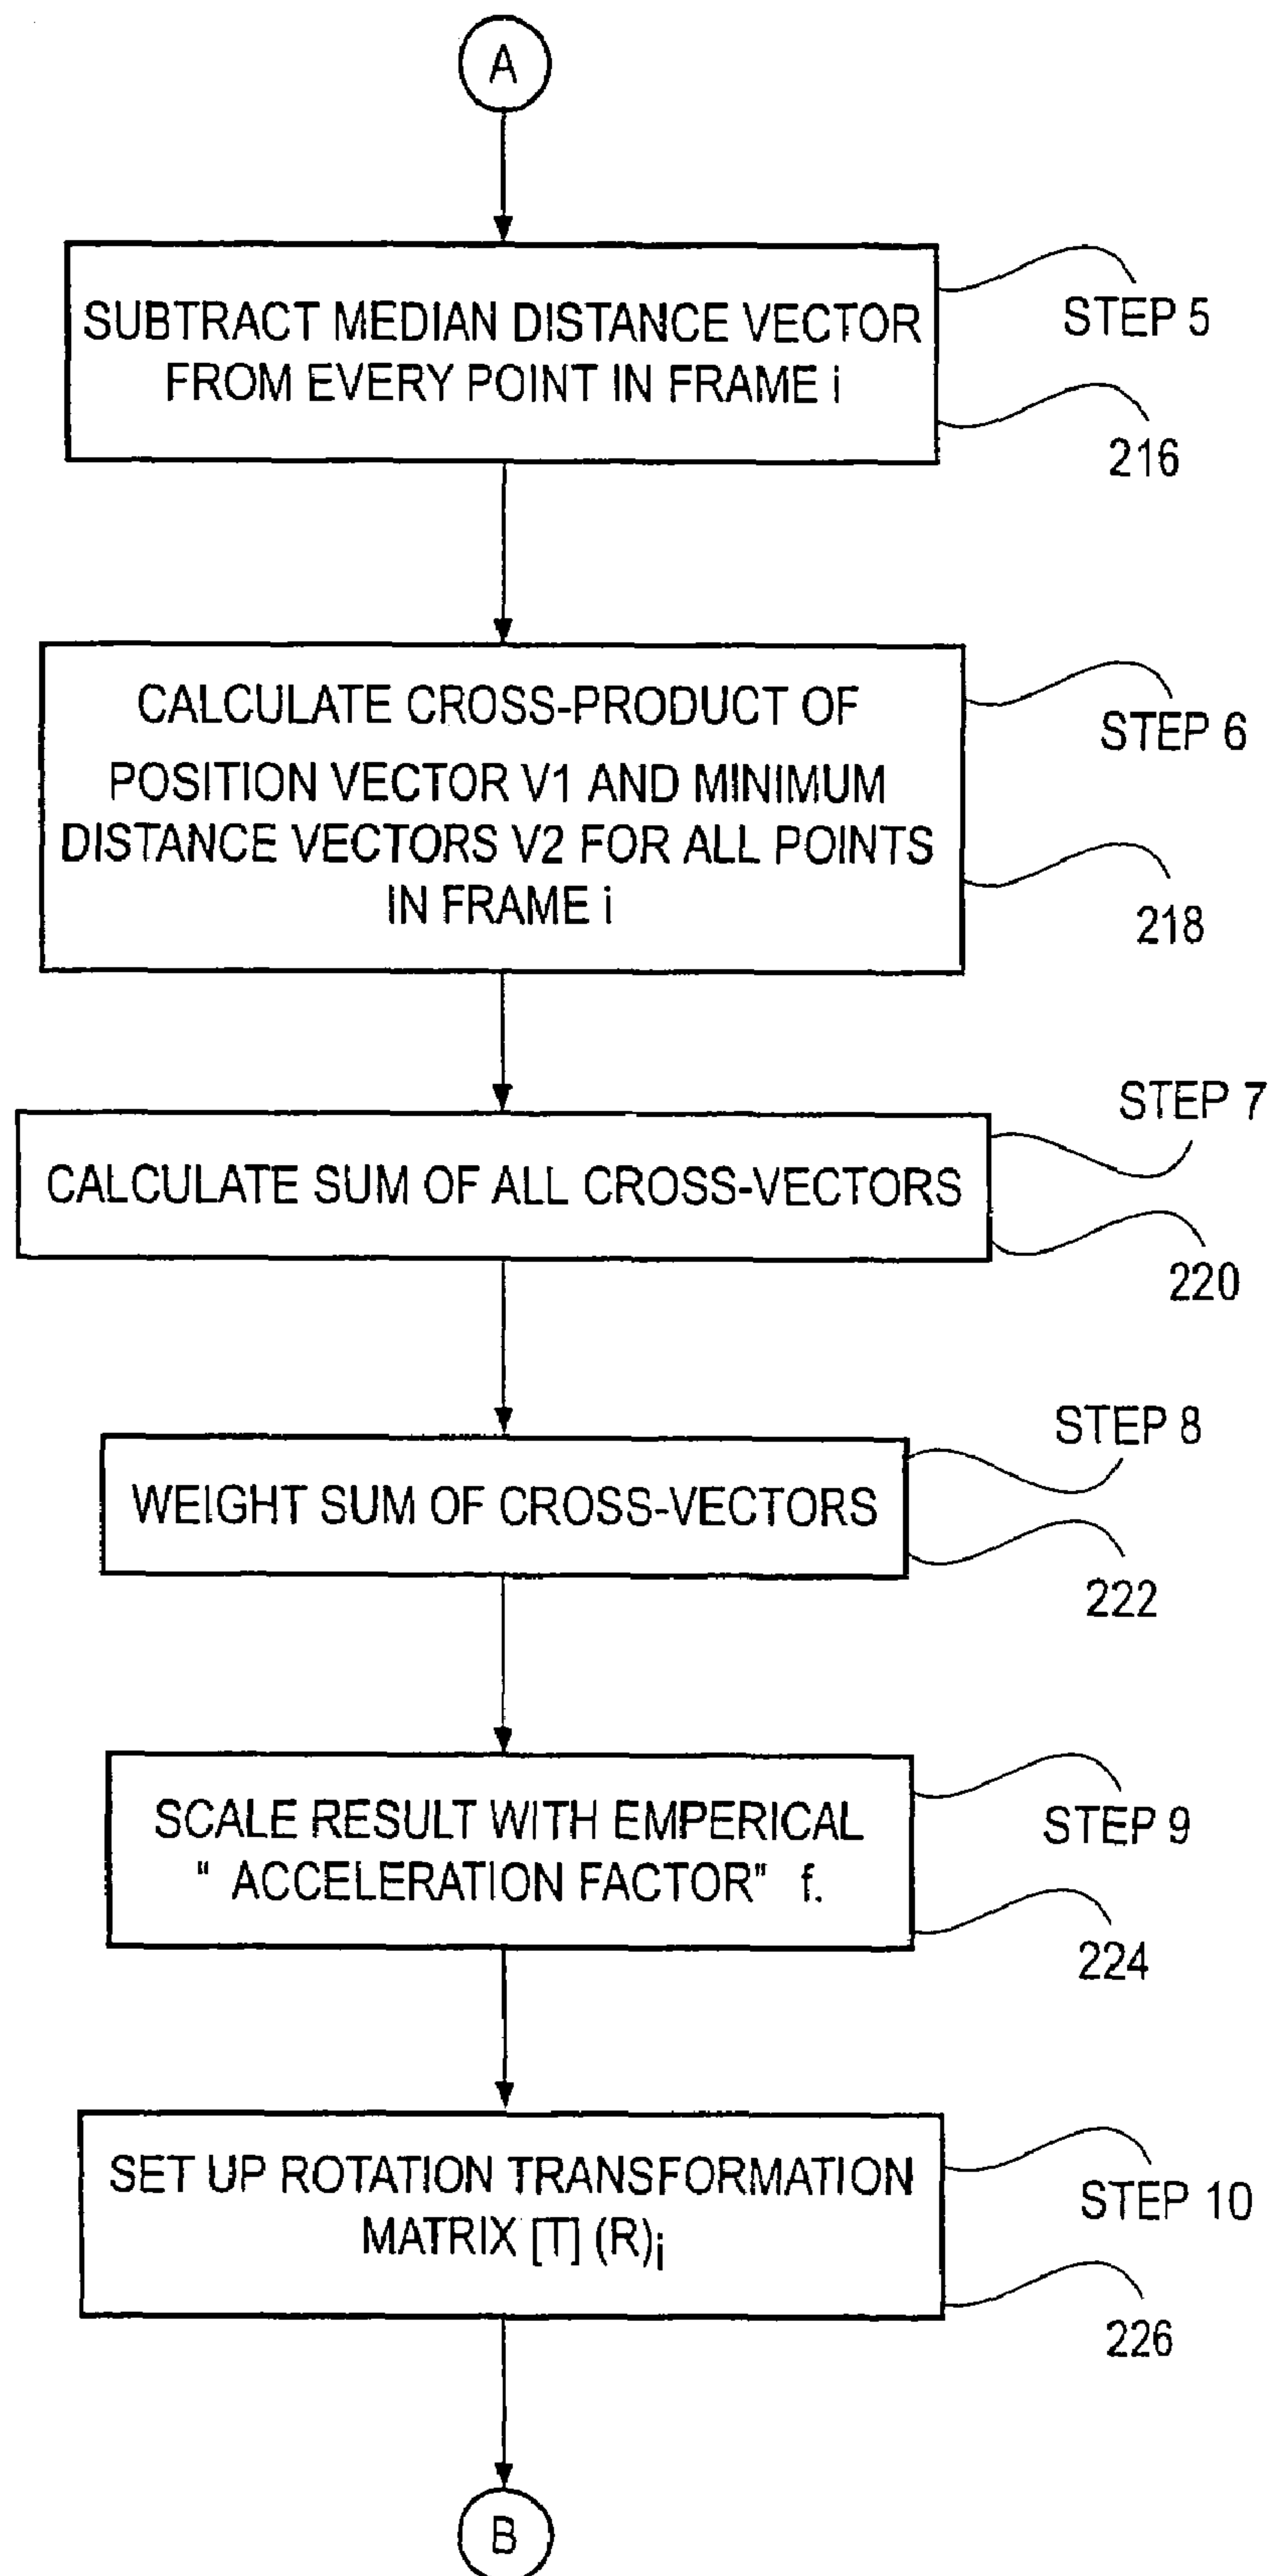 A
SUBTRACT MEDIAN DISTANCE VECTOR
FROM EVERY POINT IN FRAME i
STEP 5
216
CALCULATE CROSS-PRODUCT OF
POSITION VECTOR V1 AND MINIMUM
DISTANCE VECTORS V2 FOR ALL POINTS
IN FRAME i
STEP 6
218
CALCULATE SUM OF ALL CROSS-VECTORS
STEP 7
220
WEIGHT SUM OF CROSS-VECTORS
STEP 8
222
SCALE RESULT WITH EMPERICAL
" ACCELERATION FACTOR" f.
STEP 9
224
SET UP ROTATION TRANSFORMATION
MATRIX [T] (R)i
STEP 10
226
B